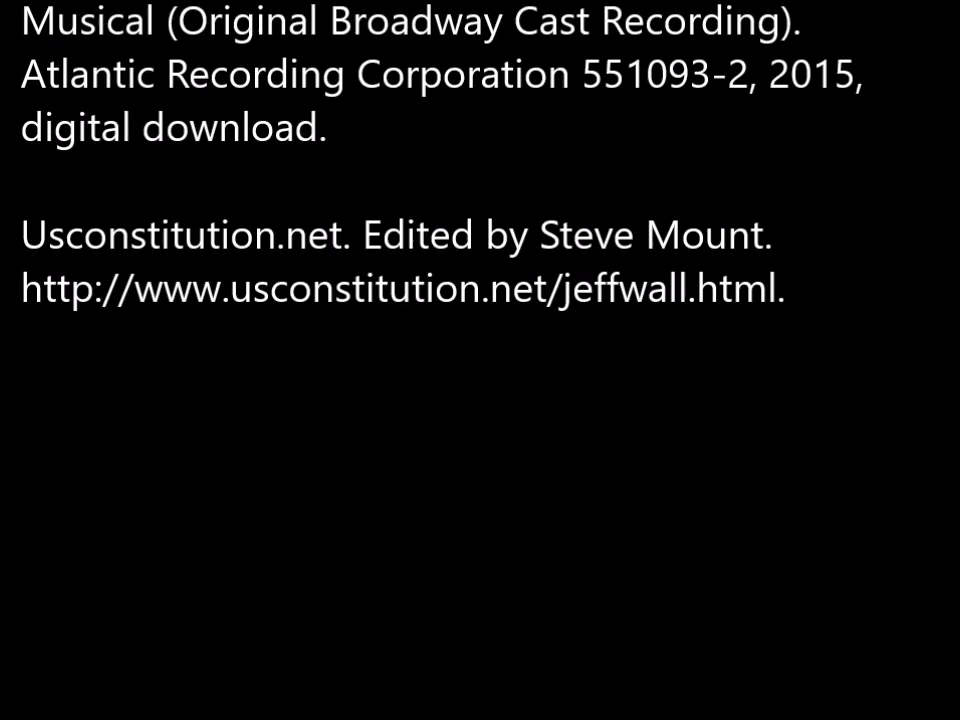 Musical (Original Broadway Cast Recording).
Atlantic Recording Corporation 551093-2, 2015,
digital download.
Usconstitution.net. Edited by Steve Mount.
http://www.usconstitution.net/jeffwall.html.